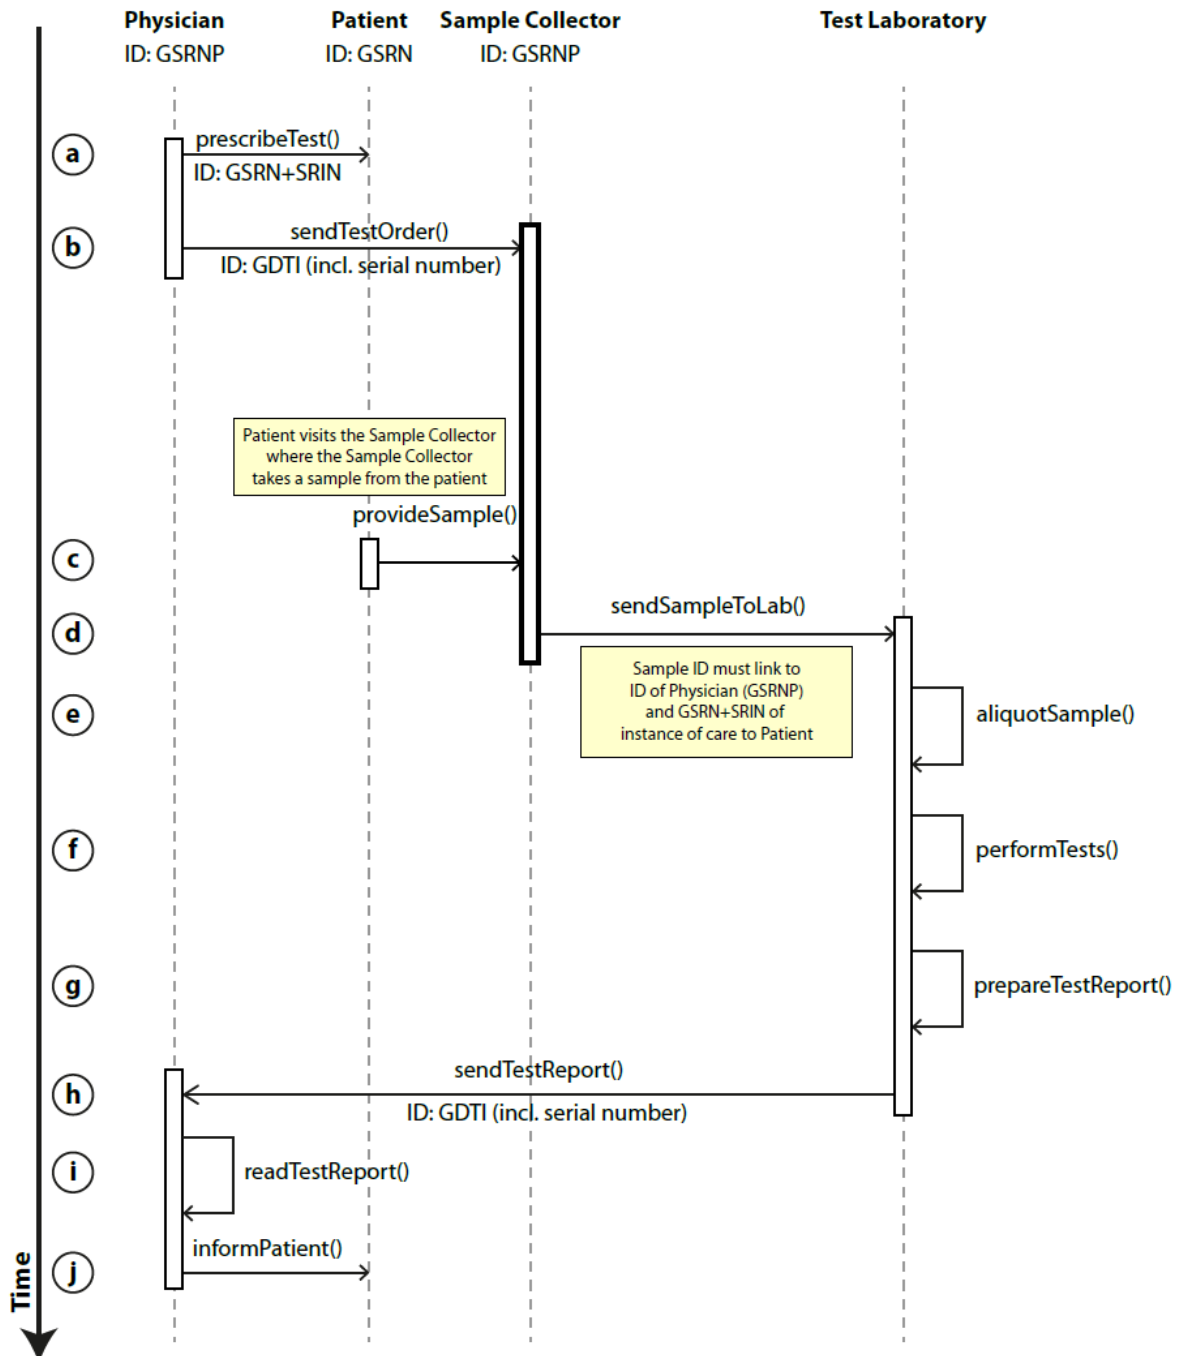 Physician
Patient
Sample Collector
Test Laboratory
ID: GSRNP
ID: GSRN
ID: GSRNP
a
prescribeTest()
ID: GSRN+SRIN
b
sendTestOrder()
ID: GDTI (incl. serial number)
Patient visits the Sample Collector
where the Sample Collector
takes a sample from the patient
provideSample()
c
sendSampleToLab()
d
Sample ID must link to
ID of Physician (GSRNP)
and GSRN+SRIN of
instance of care to Patient
e
aliquotSample()
f
performTests()
g
prepareTestReport()
sendTestReport()
h
ID: GDTI (incl. serial number)
i
readTestReport()
informPatient()
j
Time